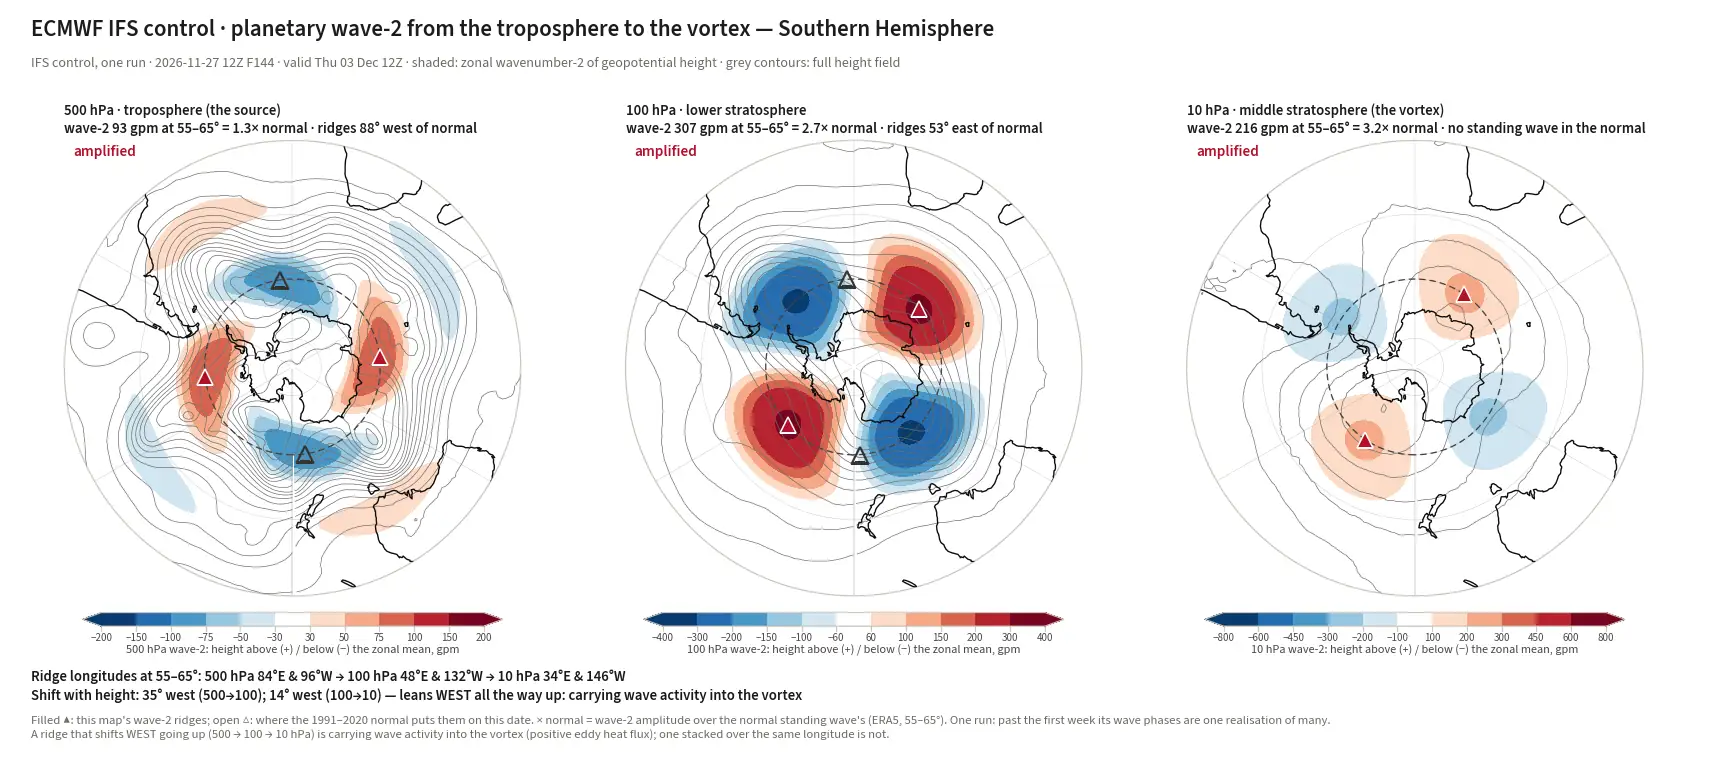 ECMWF IFS control · planetary wave-2 from the troposphere to the vortex — Southern Hemisphere
IFS control, one run · 2026-11-27 12Z F144 · valid Thu 03 Dec 12Z · shaded: zonal wavenumber-2 of geopotential height · grey contours: full height field
500 hPa · troposphere (the source)
wave-2 93 gpm at 55–65° = 1.3× normal · ridges 88° west of normal
amplified
100 hPa · lower stratosphere
wave-2 307 gpm at 55–65° = 2.7× normal · ridges 53° east of normal
amplified
10 hPa · middle stratosphere (the vortex)
wave-2 216 gpm at 55–65° = 3.2× normal · no standing wave in the normal
amplified
−200 −150 −100 −75 −50 −30 30 50 75 100 150 200
500 hPa wave-2: height above (+) / below (−) the zonal mean, gpm
−400 −300 −200 −150 −100 −60 60 100 150 200 300 400
100 hPa wave-2: height above (+) / below (−) the zonal mean, gpm
−800 −600 −450 −300 −200 −100 100 200 300 450 600 800
10 hPa wave-2: height above (+) / below (−) the zonal mean, gpm
Ridge longitudes at 55–65°: 500 hPa 84°E & 96°W → 100 hPa 48°E & 132°W → 10 hPa 34°E & 146°W
Shift with height: 35° west (500→100); 14° west (100→10) — leans WEST all the way up: carrying wave activity into the vortex
Filled ▲: this map's wave-2 ridges; open △: where the 1991–2020 normal puts them on this date. × normal = wave-2 amplitude over the normal standing wave's (ERA5, 55–65°). One run: past the first week its wave phases are one realisation of many.
A ridge that shifts WEST going up (500 → 100 → 10 hPa) is carrying wave activity into the vortex (positive eddy heat flux); one stacked over the same longitude is not.